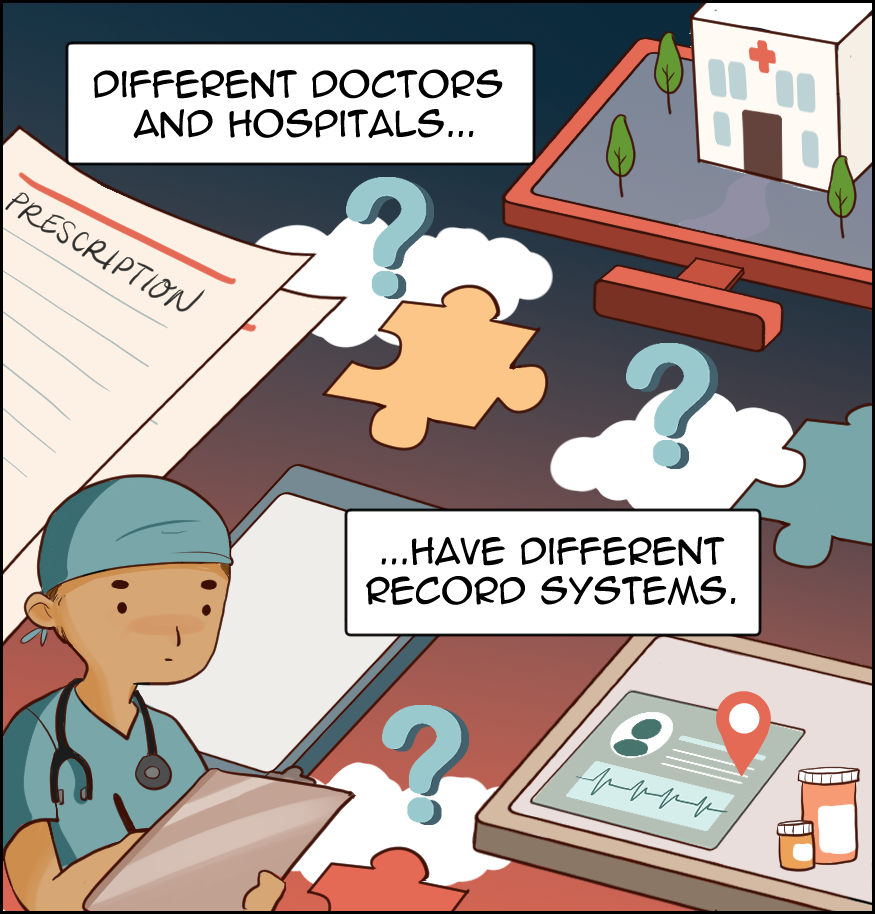 DIFFERENT DOCTORS
AND HOSPITALS...
PRESCRIPTION
...HAVE DIFFERENT
RECORD SYSTEMS.